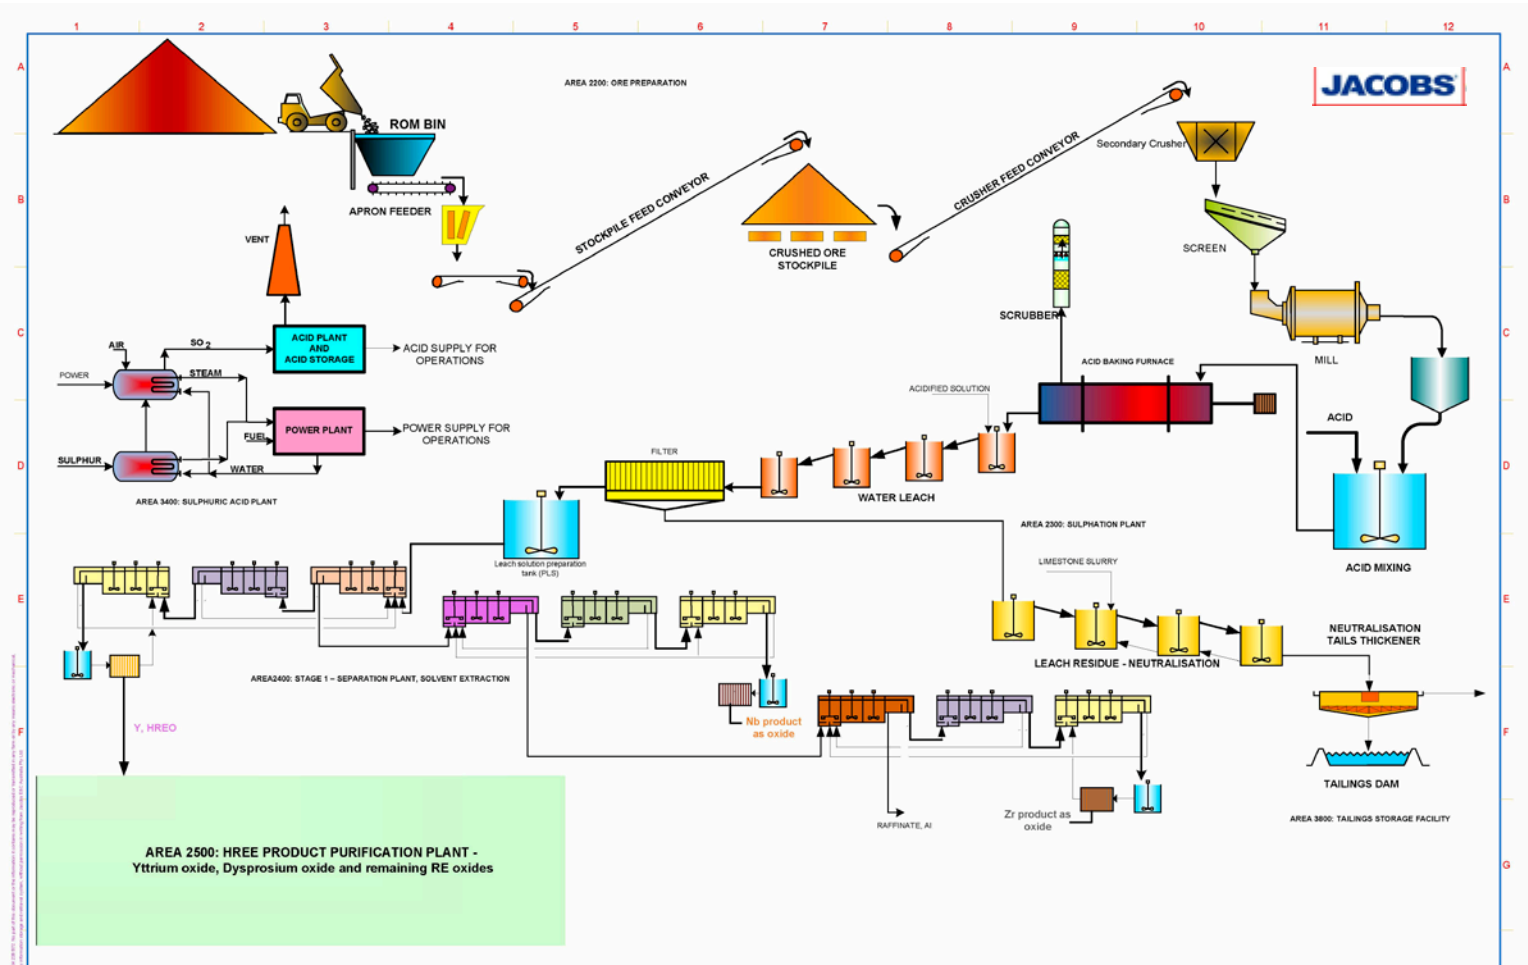 1 2 3 4 5 6 7 8 9 10 11 12
A
A
AREA 2200: ORE PREPARATION
JACOBS
ROM BIN
Secondary Crusher
STOCKPILE FEED CONVEYOR
CRUSHER FEED CONVEYOR
B
B
APRON FEEDER
VENT
CRUSHED ORE
STOCKPILE
SCREEN
SCRUBBER
C
C
AIR
SO 2
ACID PLANT
AND
ACID STORAGE
ACID SUPPLY FOR
OPERATIONS
MILL
ACID BAKING FURNACE
POWER
STEAM
ACIDIFIED SOLUTION
ACID
FUEL
POWER PLANT
POWER SUPPLY FOR
OPERATIONS
FILTER
D
D
SULPHUR
WATER
AREA 3400: SULPHURIC ACID PLANT
WATER LEACH
AREA 2300: SULPHATION PLANT
Leach solution preparation
tank (PLS)
LIMESTONE SLURRY
ACID MIXING
E
E
NEUTRALISATION
TAILS THICKENER
LEACH RESIDUE - NEUTRALISATION
AREA2400: STAGE 1 – SEPARATION PLANT, SOLVENT EXTRACTION
F
F
Y, HREO
Nb product
as oxide
TAILINGS DAM
Zr product as
oxide
RAFFINATE, Al
AREA 3800: TAILINGS STORAGE FACILITY
AREA 2500: HREE PRODUCT PURIFICATION PLANT -
Yttrium oxide, Dysprosium oxide and remaining RE oxides
G